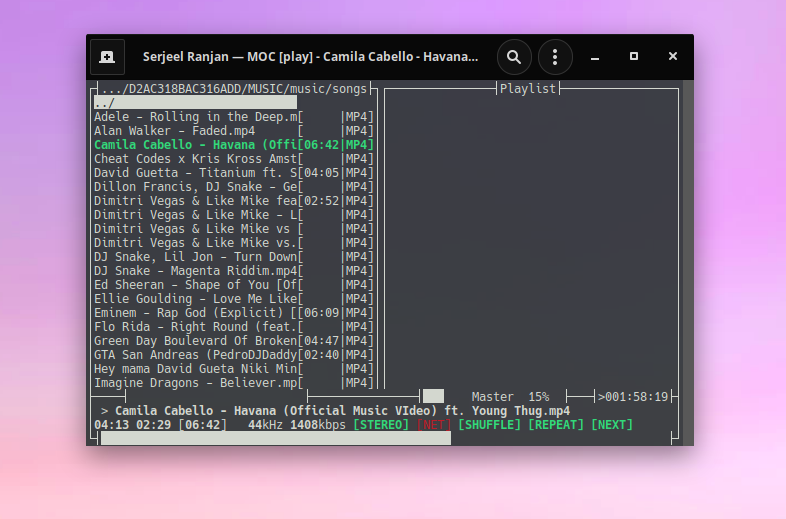 Serjeel Ranjan — MOC [play] - Camila Cabello - Havana…
.../D2AC318BAC316ADD/MUSIC/music/songs
Playlist
../
Adele - Rolling in the Deep.m[ |MP4]
Alan Walker - Faded.mp4 [ |MP4]
Camila Cabello - Havana (Offi[06:42|MP4]
Cheat Codes x Kris Kross Amst[ |MP4]
David Guetta - Titanium ft. S[04:05|MP4]
Dillon Francis, DJ Snake - Ge[ |MP4]
Dimitri Vegas & Like Mike fea[02:52|MP4]
Dimitri Vegas & Like Mike - L[ |MP4]
Dimitri Vegas & Like Mike vs [ |MP4]
Dimitri Vegas & Like Mike vs.[ |MP4]
DJ Snake, Lil Jon - Turn Down[ |MP4]
DJ Snake - Magenta Riddim.mp4[ |MP4]
Ed Sheeran - Shape of You [Of[ |MP4]
Ellie Goulding - Love Me Like[ |MP4]
Eminem - Rap God (Explicit) [[06:09|MP4]
Flo Rida - Right Round (feat.[ |MP4]
Green Day Boulevard Of Broken[04:47|MP4]
GTA San Andreas (PedroDJDaddy[02:40|MP4]
Hey mama David Gueta Niki Min[ |MP4]
Imagine Dragons - Believer.mp[ |MP4]
Master 15% >001:58:19
> Camila Cabello - Havana (Official Music VIdeo) ft. Young Thug.mp4
04:13 02:29 [06:42] 44kHz 1408kbps [STEREO] [NET] [SHUFFLE] [REPEAT] [NEXT]